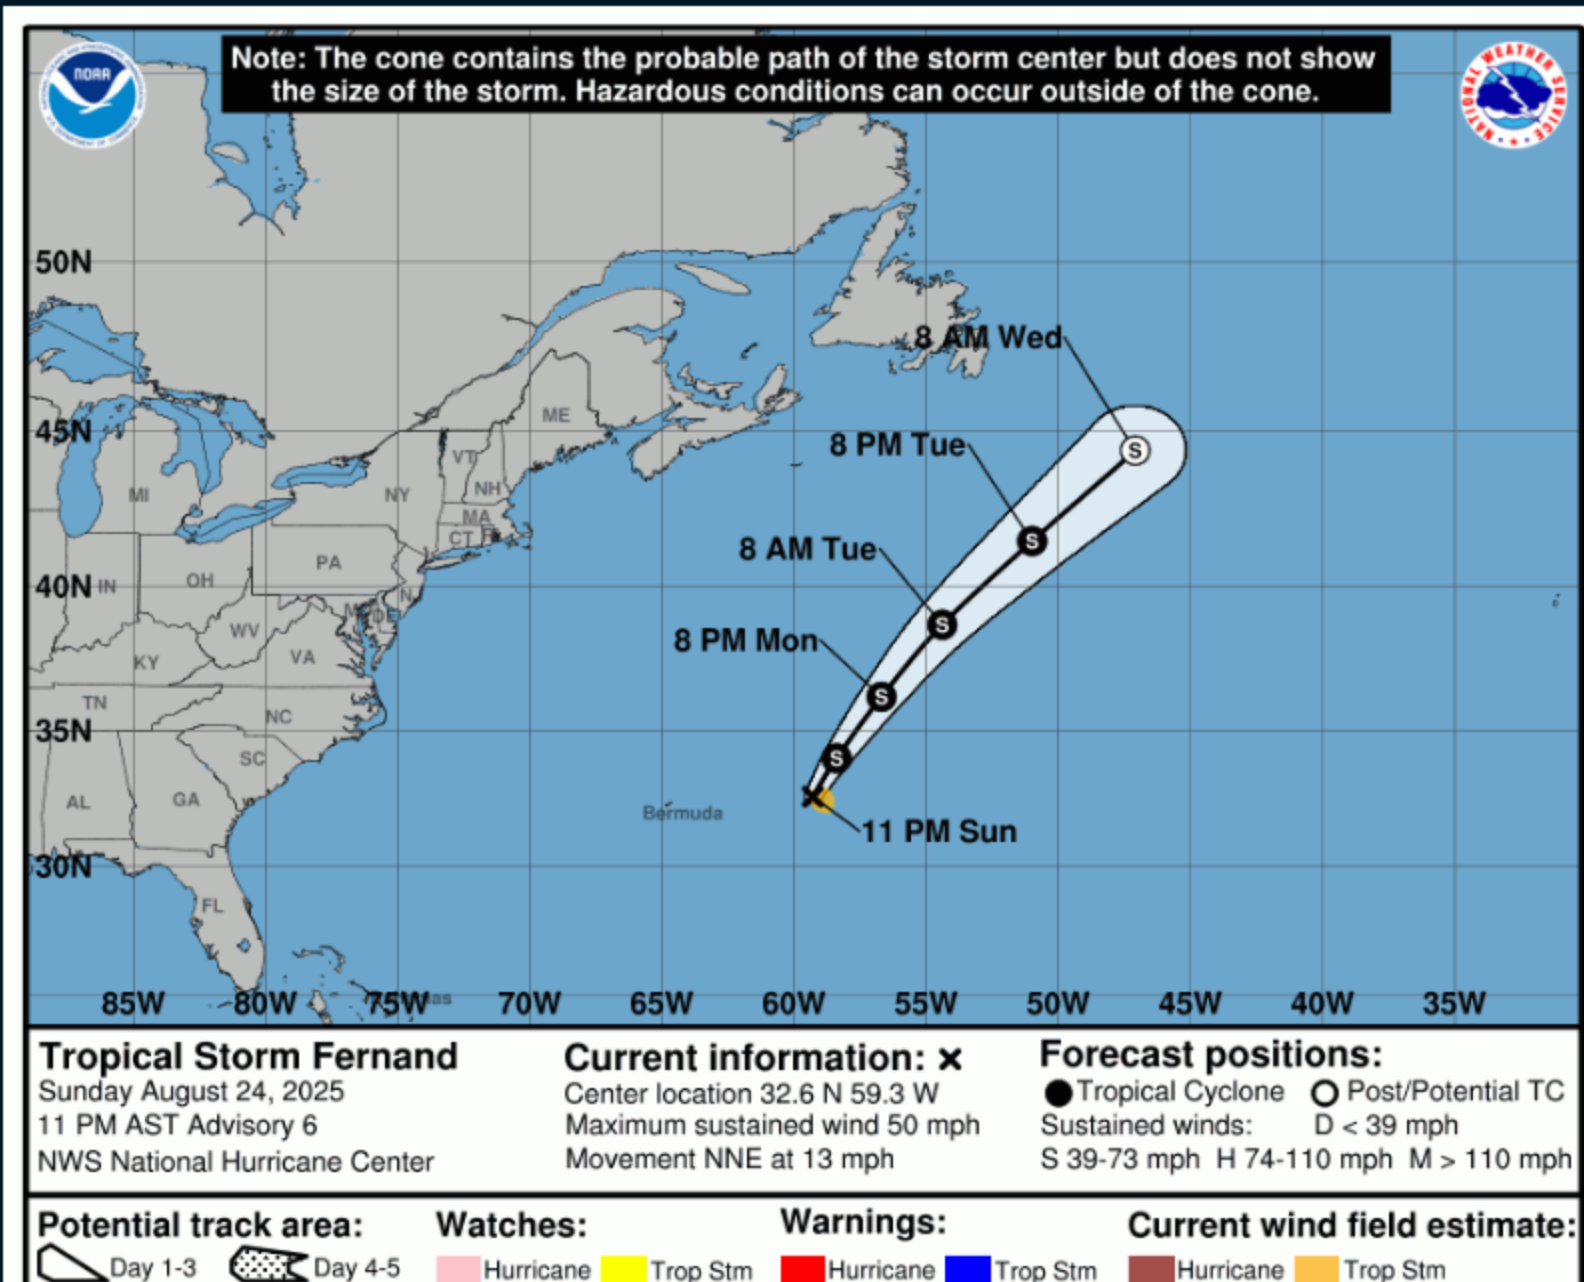 Note: The cone contains the probable path of the storm center but does not show
the size of the storm. Hazardous conditions can occur outside of the cone.
NOAA
NATIONAL WEATHER SERVICE
50N
45N
40N
35N
30N
85W 80W 75W 70W 65W 60W 55W 50W 45W 40W 35W
8 AM Wed
8 PM Tue
8 AM Tue
8 PM Mon
11 PM Sun
S
S
S
S
S
ME
VT
NH
MA
CT
NY
MI
PA
IN
OH
DE
WV
VA
KY
TN
NC
SC
AL
GA
FL
Bermuda
Tropical Storm Fernand
Sunday August 24, 2025
11 PM AST Advisory 6
NWS National Hurricane Center
Current information: x
Center location 32.6 N 59.3 W
Maximum sustained wind 50 mph
Movement NNE at 13 mph
Forecast positions:
Tropical Cyclone Post/Potential TC
Sustained winds: D < 39 mph
S 39-73 mph H 74-110 mph M > 110 mph
Potential track area:
Day 1-3 Day 4-5
Watches:
Hurricane Trop Stm
Warnings:
Hurricane Trop Stm
Current wind field estimate:
Hurricane Trop Stm